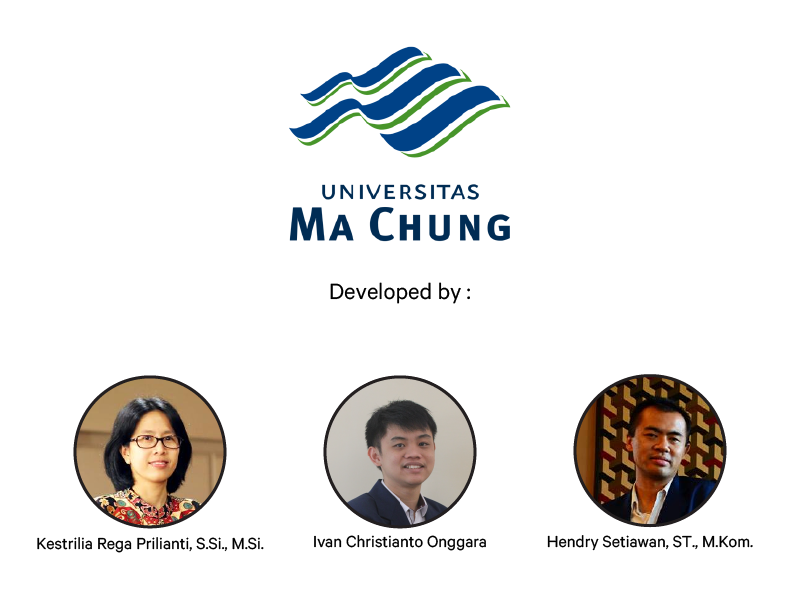 UNIVERSITAS
MA CHUNG
Developed by :
Kestrilia Rega Prilianti, S.Si., M.Si.
Ivan Christianto Onggara
Hendry Setiawan, ST., M.Kom.